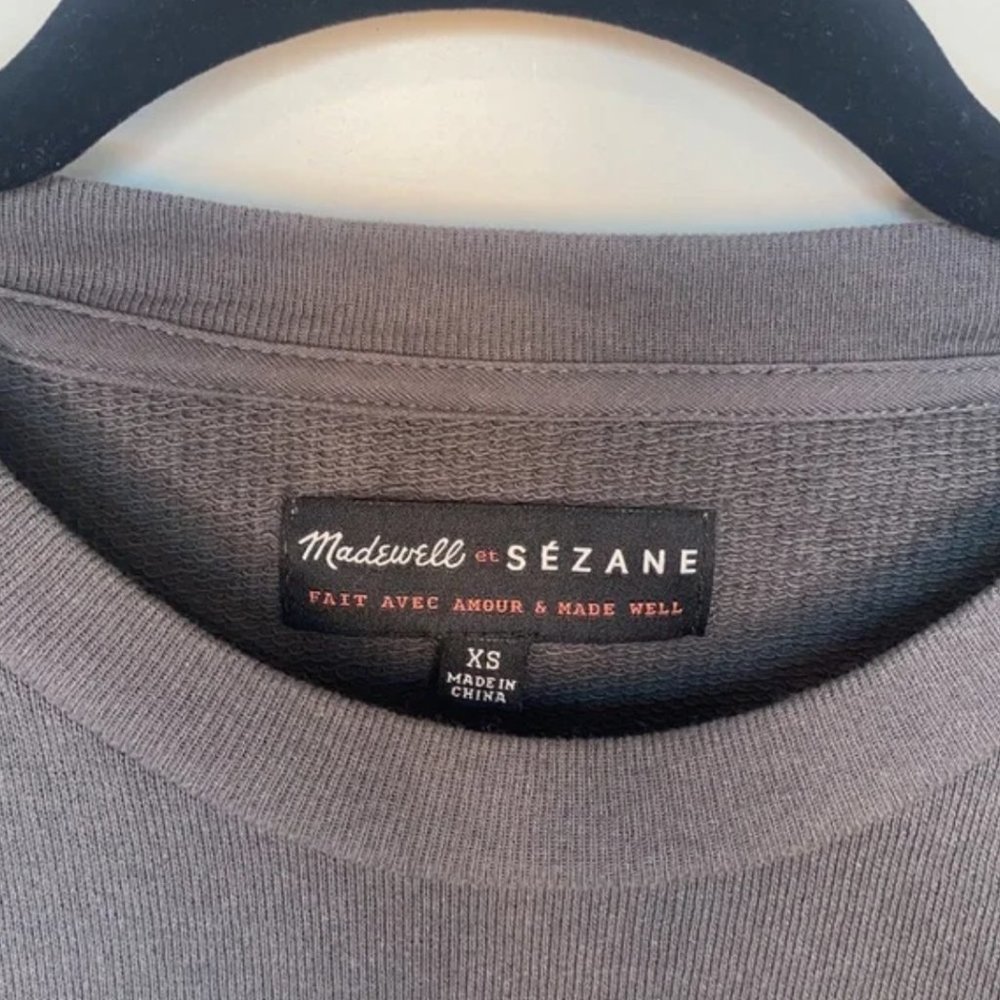 Madewell et SÉZANE
FAIT AVEC AMOUR & MADE WELL
XS
MADE IN
CHINA